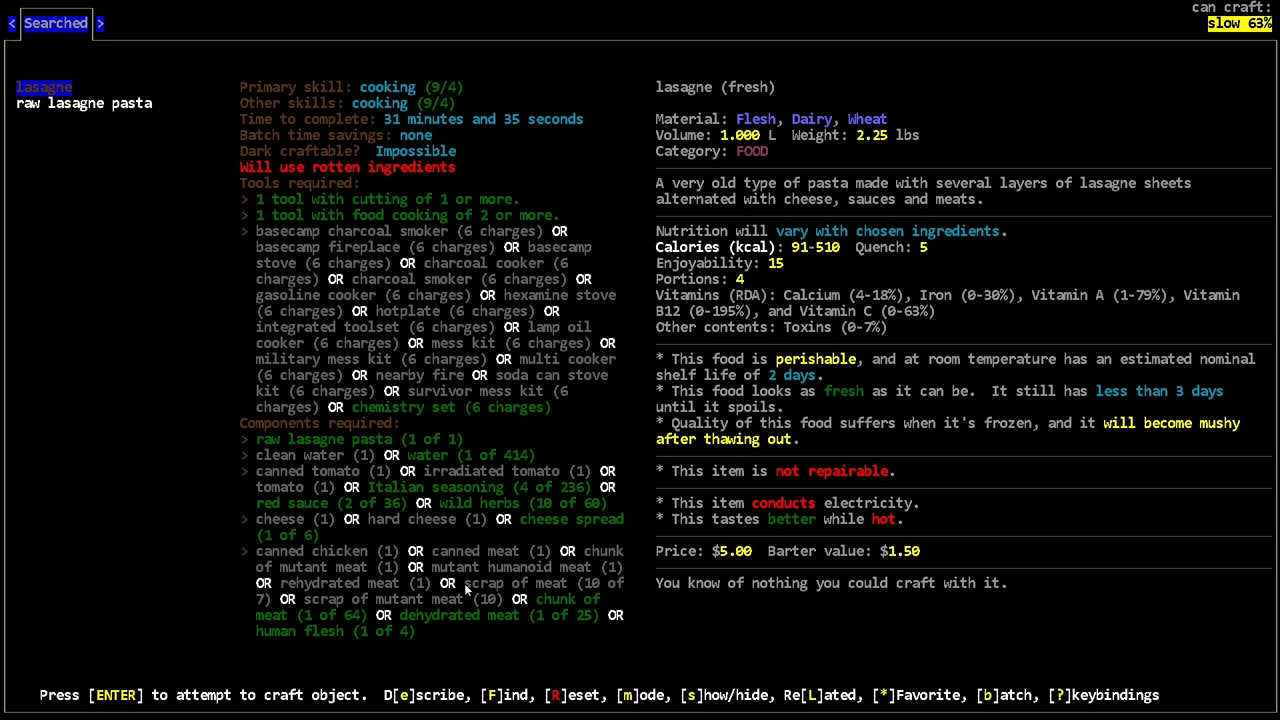 can craft:
< Searched >
slow 63%
lasagne
raw lasagne pasta
Primary skill: cooking (9/4)
Other skills: cooking (9/4)
Time to complete: 31 minutes and 35 seconds
Batch time savings: none
Dark craftable? Impossible
Will use rotten ingredients
Tools required:
> 1 tool with cutting of 1 or more.
> 1 tool with food cooking of 2 or more.
> basecamp charcoal smoker (6 charges) OR
basecamp fireplace (6 charges) OR basecamp
stove (6 charges) OR charcoal cooker (6
charges) OR charcoal smoker (6 charges) OR
gasoline cooker (6 charges) OR hexamine stove
(6 charges) OR hotplate (6 charges) OR
integrated toolset (6 charges) OR lamp oil
cooker (6 charges) OR mess kit (6 charges) OR
military mess kit (6 charges) OR multi cooker
(6 charges) OR nearby fire OR soda can stove
kit (6 charges) OR survivor mess kit (6
charges) OR chemistry set (6 charges)
Components required:
> raw lasagne pasta (1 of 1)
> clean water (1) OR water (1 of 414)
> canned tomato (1) OR irradiated tomato (1) OR
tomato (1) OR Italian seasoning (4 of 236) OR
red sauce (2 of 36) OR wild herbs (10 of 60)
> cheese (1) OR hard cheese (1) OR cheese spread
(1 of 6)
> canned chicken (1) OR canned meat (1) OR chunk
of mutant meat (1) OR mutant humanoid meat (1)
OR rehydrated meat (1) OR scrap of meat (10 of
7) OR scrap of mutant meat (10) OR chunk of
meat (1 of 64) OR dehydrated meat (1 of 25) OR
human flesh (1 of 4)
lasagne (fresh)
Material: Flesh, Dairy, Wheat
Volume: 1.000 L Weight: 2.25 lbs
Category: FOOD
A very old type of pasta made with several layers of lasagne sheets
alternated with cheese, sauces and meats.
Nutrition will vary with chosen ingredients.
Calories (kcal): 91-510 Quench: 5
Enjoyability: 15
Portions: 4
Vitamins (RDA): Calcium (4-18%), Iron (0-30%), Vitamin A (1-79%), Vitamin
B12 (0-195%), and Vitamin C (0-63%)
Other contents: Toxins (0-7%)
* This food is perishable, and at room temperature has an estimated nominal
shelf life of 2 days.
* This food looks as fresh as it can be. It still has less than 3 days
until it spoils.
* Quality of this food suffers when it's frozen, and it will become mushy
after thawing out.
* This item is not repairable.
* This item conducts electricity.
* This tastes better while hot.
Price: $5.00 Barter value: $1.50
You know of nothing you could craft with it.
Press [ENTER] to attempt to craft object. D[e]scribe, [F]ind, [R]eset, [m]ode, [s]how/hide, Re[L]ated, [*]Favorite, [b]atch, [?]keybindings